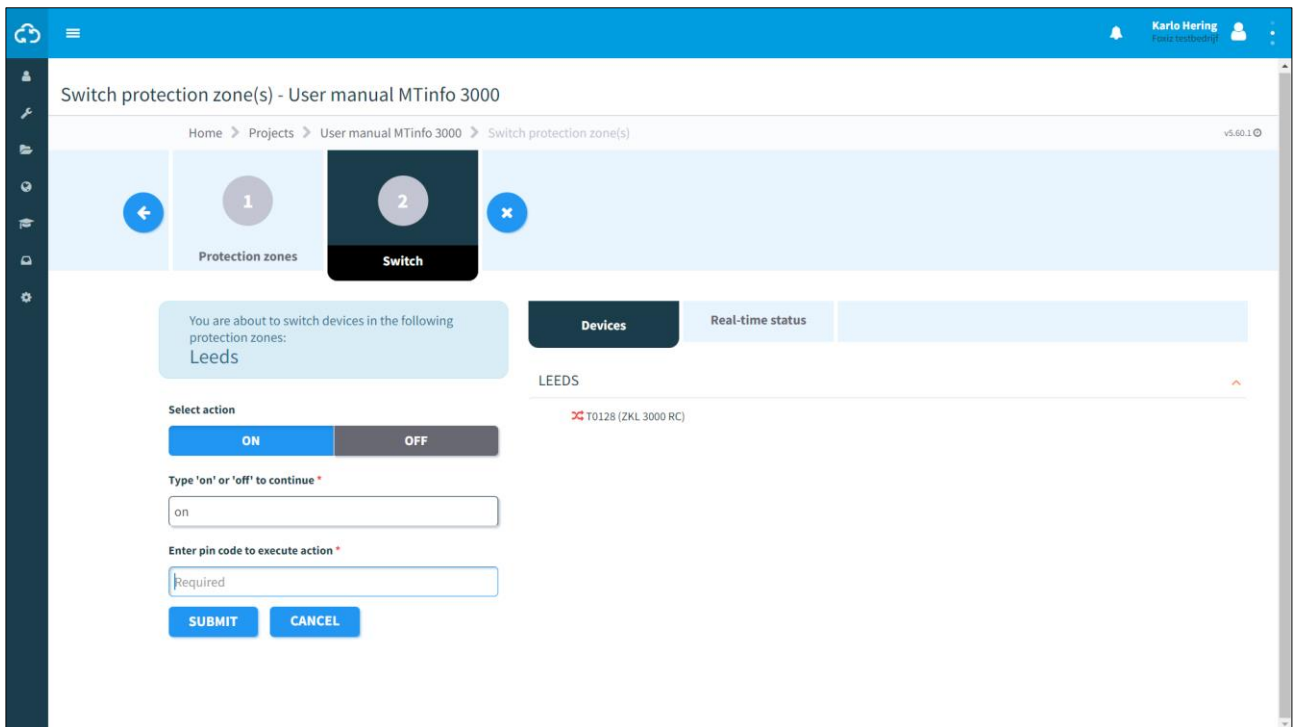 Karlo Hering
Foxiz testbedrijf
Switch protection zone(s) - User manual MTinfo 3000
Home Projects User manual MTinfo 3000 Switch protection zone(s)
v5.60.1
1
2
Protection zones
Switch
You are about to switch devices in the following
protection zones:
Leeds
Devices
Real-time status
LEEDS
T0128 (ZKL 3000 RC)
Select action
ON
OFF
Type 'on' or 'off' to continue *
on
Enter pin code to execute action *
Required
SUBMIT
CANCEL